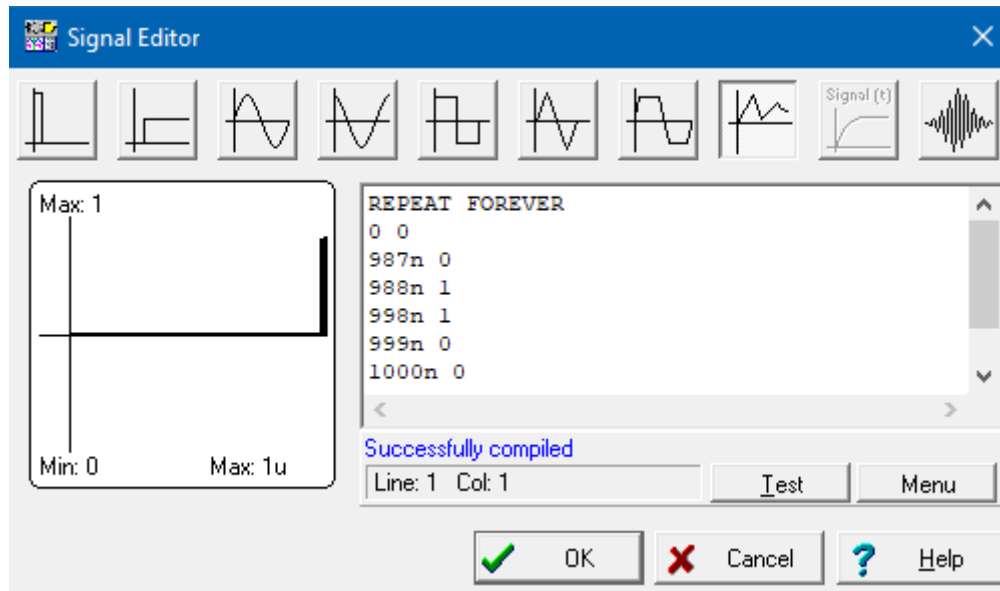 Signal Editor
Signal (t)
Max: 1
Min: 0 Max: 1u
REPEAT FOREVER
0 0
987n 0
988n 1
998n 1
999n 0
1000n 0
Successfully compiled
Line: 1 Col: 1
Test
Menu
OK
Cancel
Help